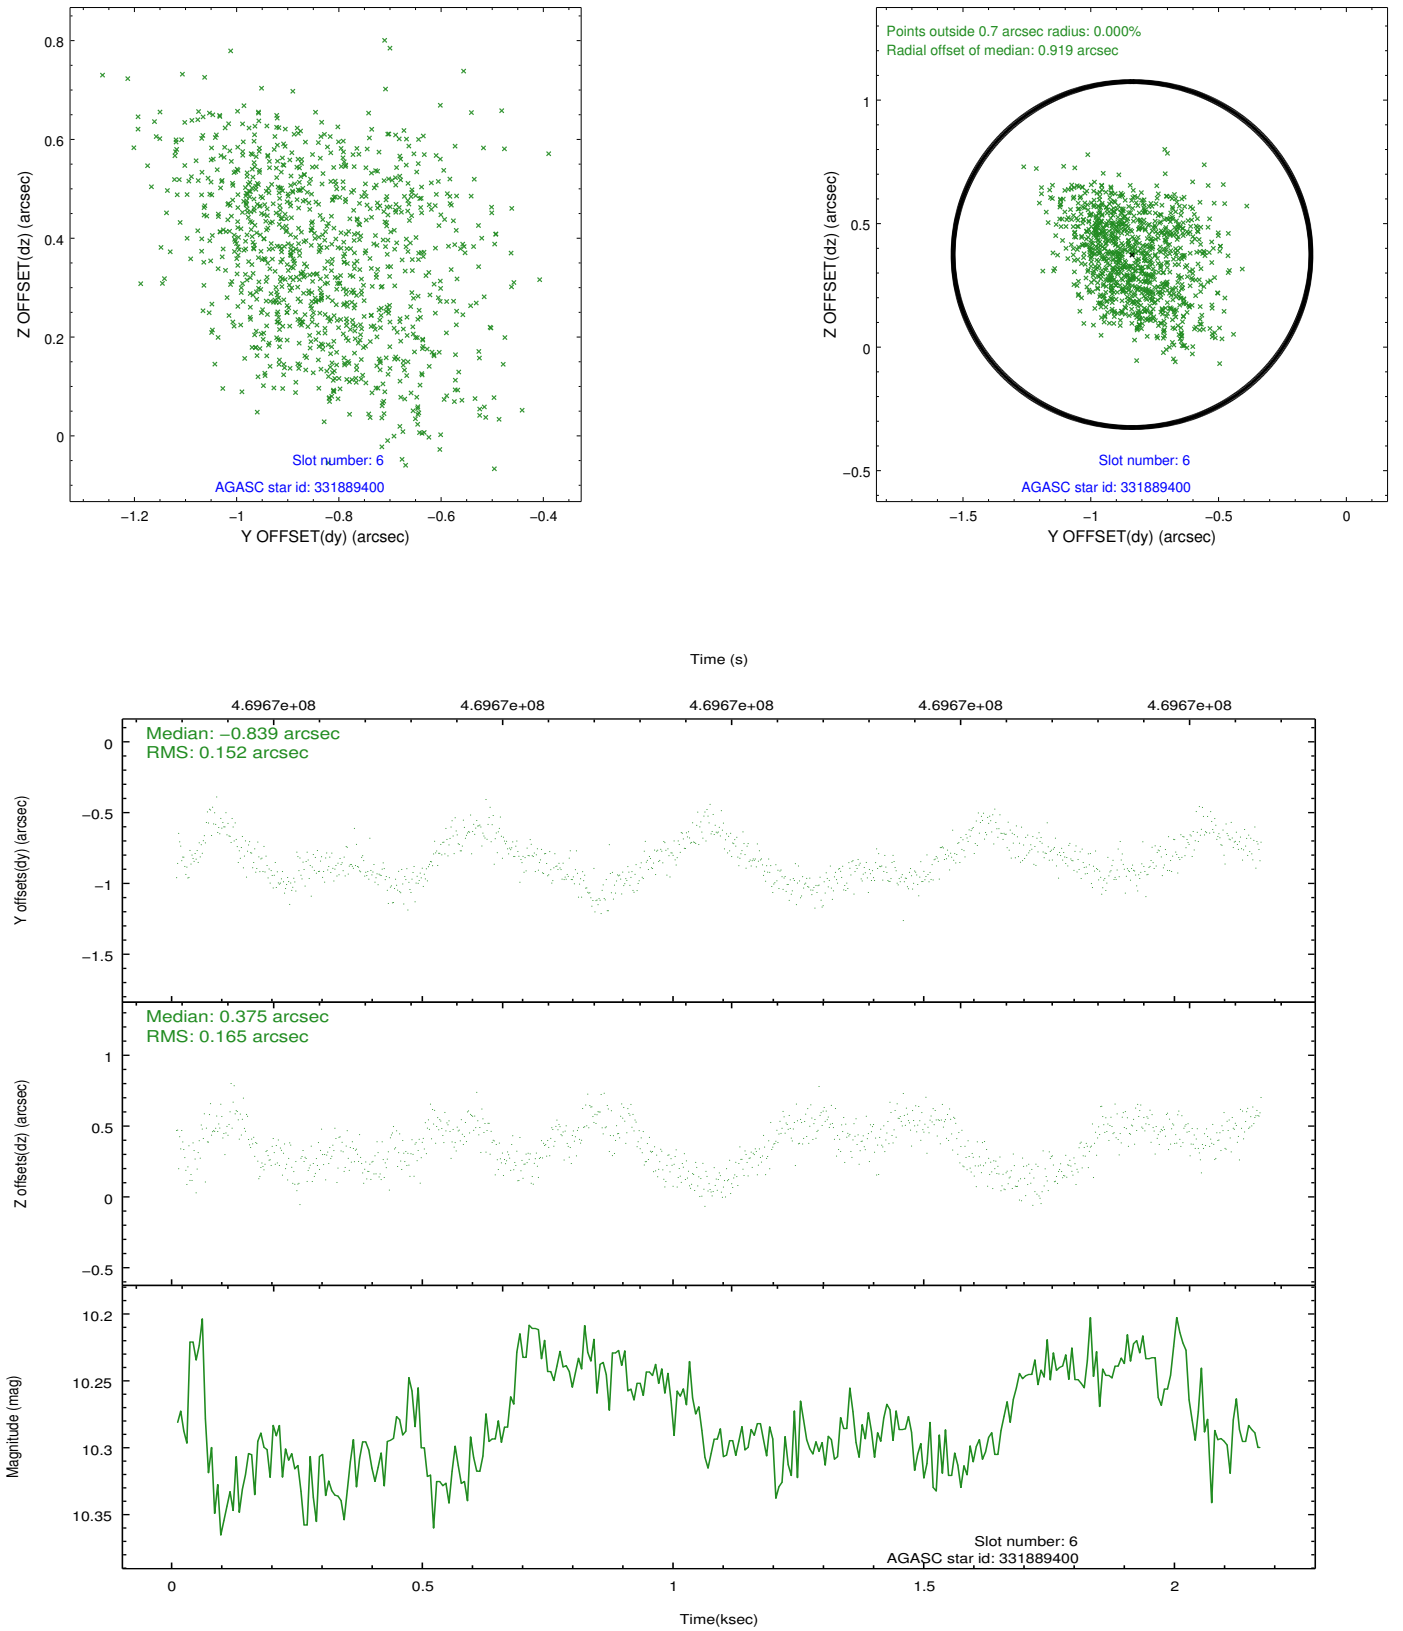 0.8
0.6
0.4
0.2
0
Z OFFSET(dz) (arcsec)
Slot number: 6
AGASC star id: 331889400
−1.2 −1 −0.8 −0.6 −0.4
Y OFFSET(dy) (arcsec)
Points outside 0.7 arcsec radius: 0.000%
Radial offset of median: 0.919 arcsec
1
0.5
0
−0.5
Z OFFSET(dz) (arcsec)
Slot number: 6
AGASC star id: 331889400
−1.5 −1 −0.5 0
Y OFFSET(dy) (arcsec)
Time (s)
4.6967e+08 4.6967e+08 4.6967e+08 4.6967e+08 4.6967e+08
Median: −0.839 arcsec
RMS: 0.152 arcsec
0
−0.5
−1
−1.5
Y offsets(dy) (arcsec)
Median: 0.375 arcsec
RMS: 0.165 arcsec
1
0.5
0
−0.5
Z offsets(dz) (arcsec)
10.2
10.25
10.3
10.35
Magnitude (mag)
Slot number: 6
AGASC star id: 331889400
0 0.5 1 1.5 2
Time(ksec)